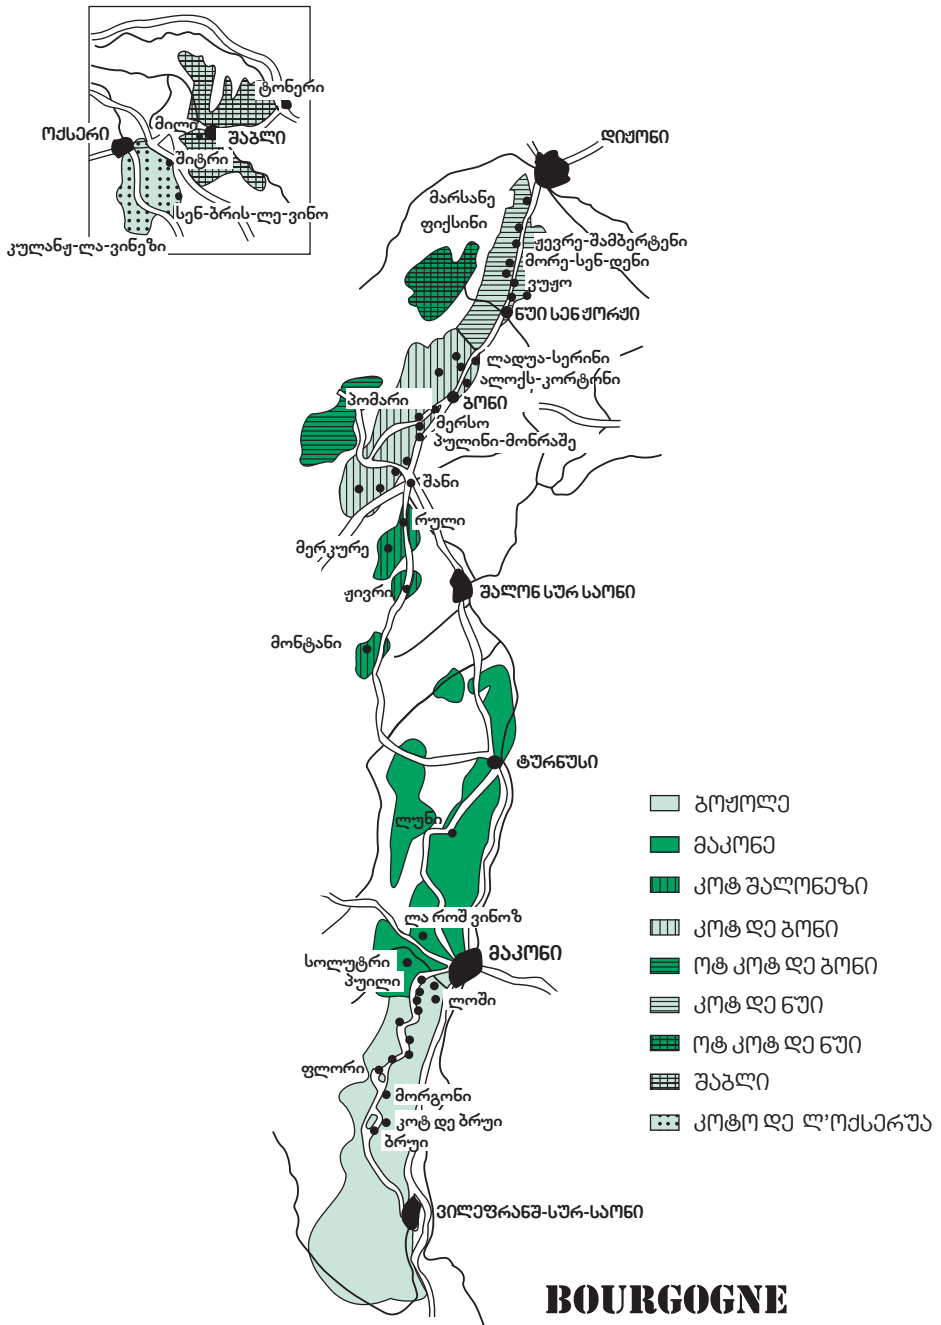 ტონერი
ოქსერი
მილი
შაბლი
შიტრი
სენ-ბრის-ლე-ვინო
კულანჟ-ლა-ვინეზი
დიჟონი
მარსანე
ფიქსინი
ჟევრე-შამბერტენი
მორე-სენ-დენი
ვუჟო
ნუი სენ ჟორჟი
ლადუა-სერინი
ალოქს-კორტონი
პომარი
ბონი
მერსო
პულინი-მონრაშე
შანი
რული
მერკურე
ჟივრი
შალონ სურ საონი
მონტანი
ტურნუსი
ლუნი
ლა როშ ვინოზ
სოლუტრი
პუილი
მაკონი
ლოში
ფლორი
მორგონი
კოტ დე ბრუი
ბრუი
ვილეფრანშ-სურ-საონი
ბოჟოლე
მაკონე
კოტ შალონეზი
კოტ დე ბონი
ოტ კოტ დე ბონი
კოტ დე ნუი
ოტ კოტ დე ნუი
შაბლი
კოტო დე ლ'ოქსერუა
BOURGOGNE